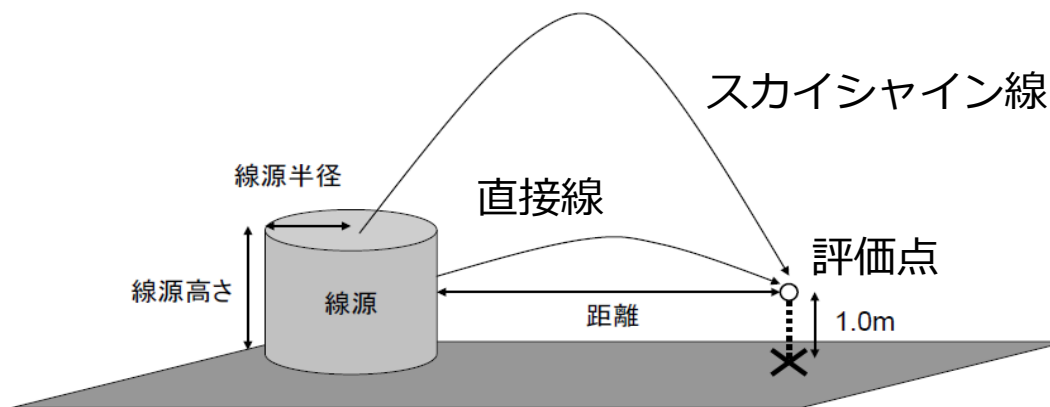 スカイシャイン線
線源半径
直接線
評価点
線源高さ
線源
距離
1.0m